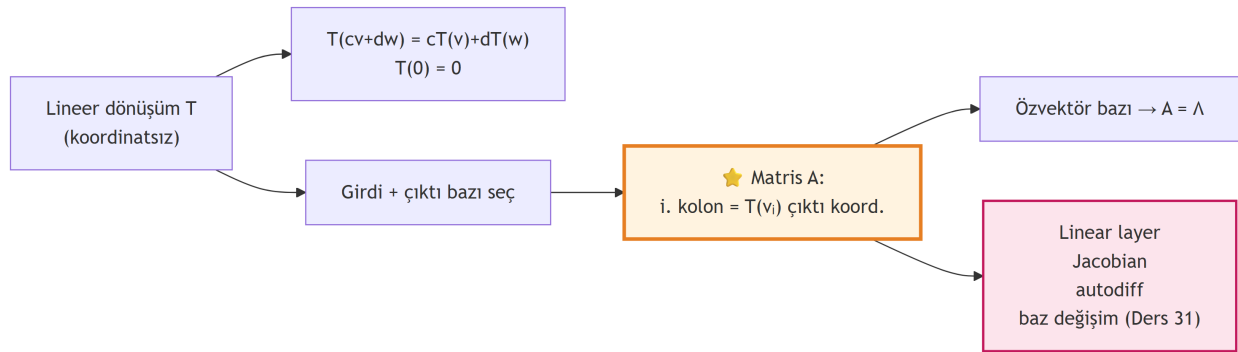 Lineer dönüşüm T
(koordinatsız)
T(cv+dw) = cT(v)+dT(w)
T(0) = 0
Girdi + çıktı bazı seç
⭐ Matris A:
i. kolon = T(vᵢ) çıktı koord.
Özvektör bazı → A = Λ
Linear layer
Jacobian
autodiff
baz değişim (Ders 31)